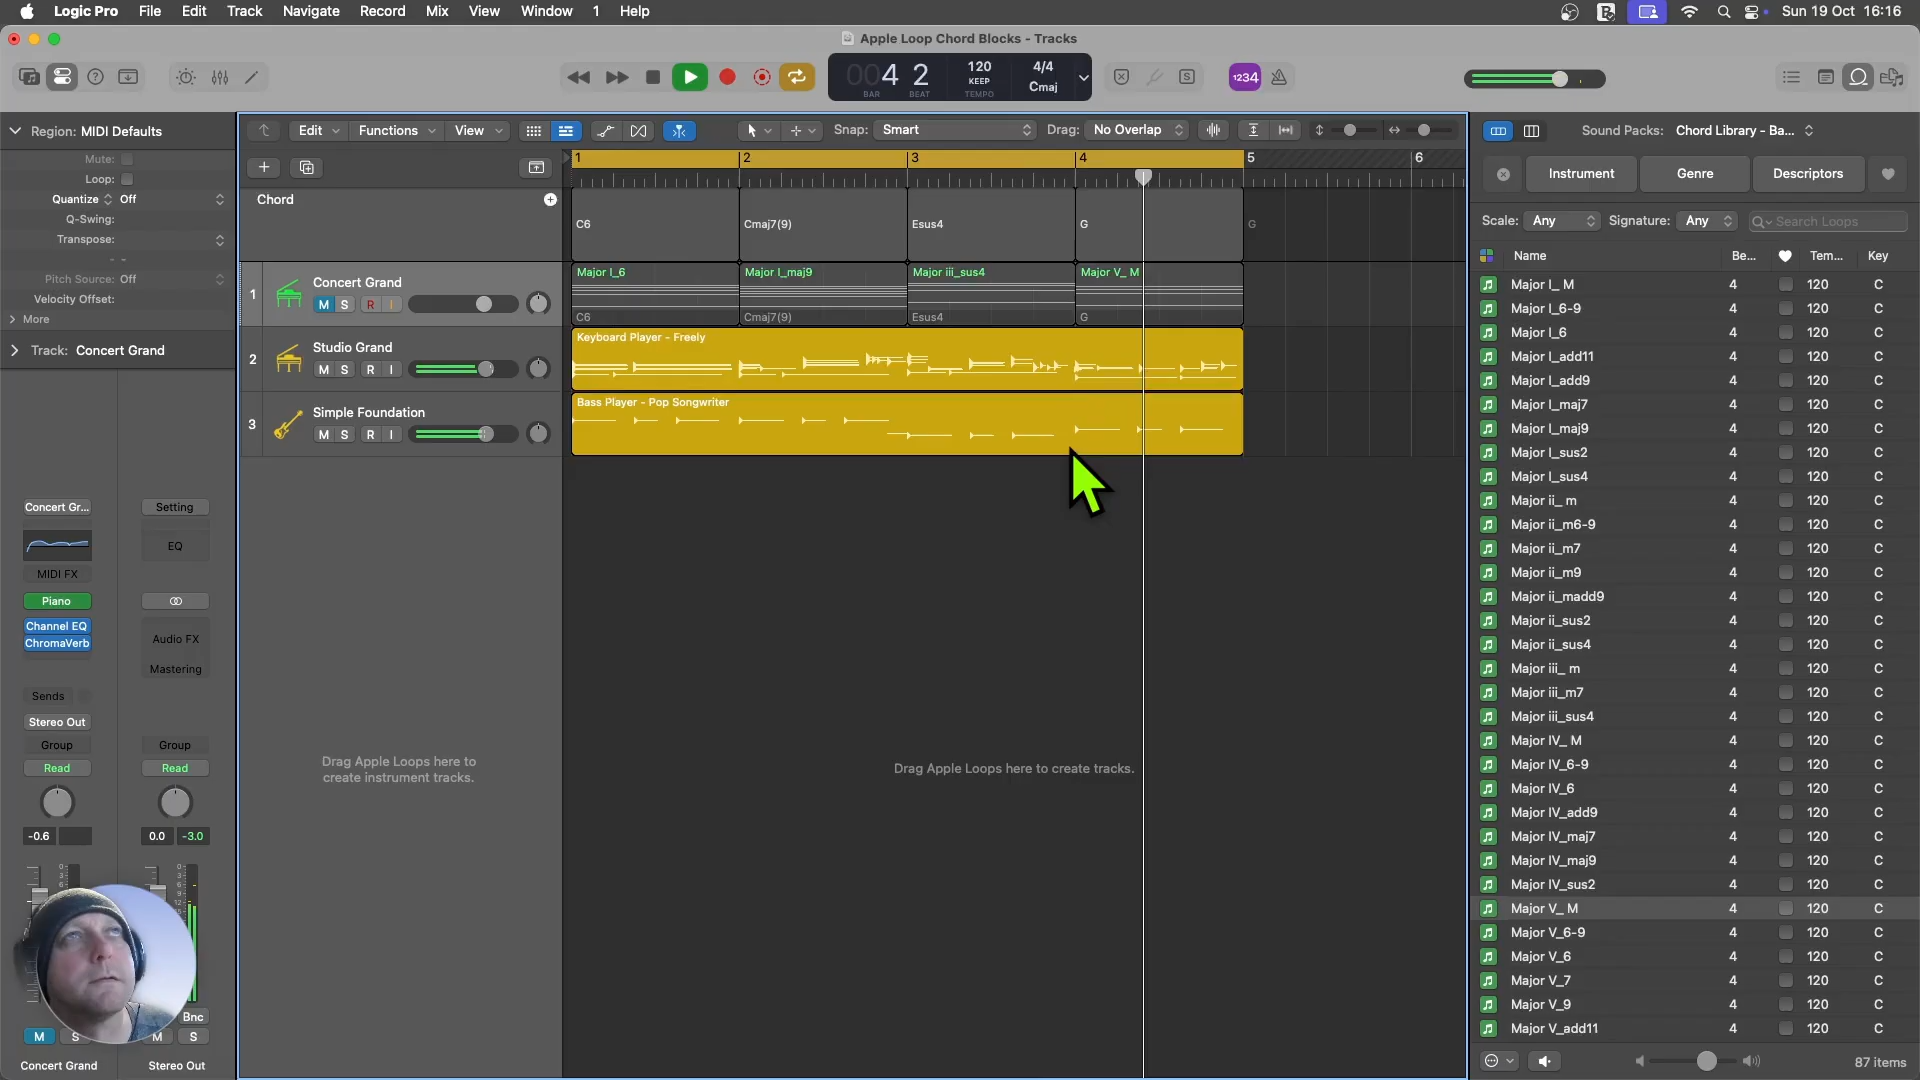 Logic Pro File Edit Track Navigate Record Mix View Window 1 Help Sun 19 Oct 16:16
Apple Loop Chord Blocks - Tracks
004 2 120 KEEP 4/4 Cmaj
BAR BEAT TEMPO
1234
Region: MIDI Defaults
Mute:
Loop:
Quantize Off
Q-Swing:
Transpose:
- -
Pitch Source: Off
Velocity Offset:
More
Track: Concert Grand
Concert Gr...
MIDI FX
Piano
Channel EQ
ChromaVerb
Sends
Stereo Out
Group
Read
-0.6
M S
Concert Grand
Setting
EQ
Audio FX
Mastering
Group
Read
0.0 -3.0
Bnc
M S
Stereo Out
Edit Functions View Snap: Smart Drag: No Overlap
1 2 3 4 5 6
Chord
C6 Cmaj7(9) Esus4 G G
1 Concert Grand
M S R I
Major I_6 Major I_maj9 Major iii_sus4 Major V_ M
C6 Cmaj7(9) Esus4 G
2 Studio Grand
M S R I
Keyboard Player - Freely
3 Simple Foundation
M S R I
Bass Player - Pop Songwriter
Drag Apple Loops here to
create instrument tracks.
Drag Apple Loops here to create tracks.
Sound Packs: Chord Library - Ba...
Instrument Genre Descriptors
Scale: Any Signature: Any Search Loops
Name Be... Tem... Key
Major I_ M 4 120 C
Major I_6-9 4 120 C
Major I_6 4 120 C
Major I_add11 4 120 C
Major I_add9 4 120 C
Major I_maj7 4 120 C
Major I_maj9 4 120 C
Major I_sus2 4 120 C
Major I_sus4 4 120 C
Major ii_ m 4 120 C
Major ii_m6-9 4 120 C
Major ii_m7 4 120 C
Major ii_m9 4 120 C
Major ii_madd9 4 120 C
Major ii_sus2 4 120 C
Major ii_sus4 4 120 C
Major iii_ m 4 120 C
Major iii_m7 4 120 C
Major iii_sus4 4 120 C
Major IV_ M 4 120 C
Major IV_6-9 4 120 C
Major IV_6 4 120 C
Major IV_add9 4 120 C
Major IV_maj7 4 120 C
Major IV_maj9 4 120 C
Major IV_sus2 4 120 C
Major V_ M 4 120 C
Major V_6-9 4 120 C
Major V_6 4 120 C
Major V_7 4 120 C
Major V_9 4 120 C
Major V_add11 4 120 C
87 items